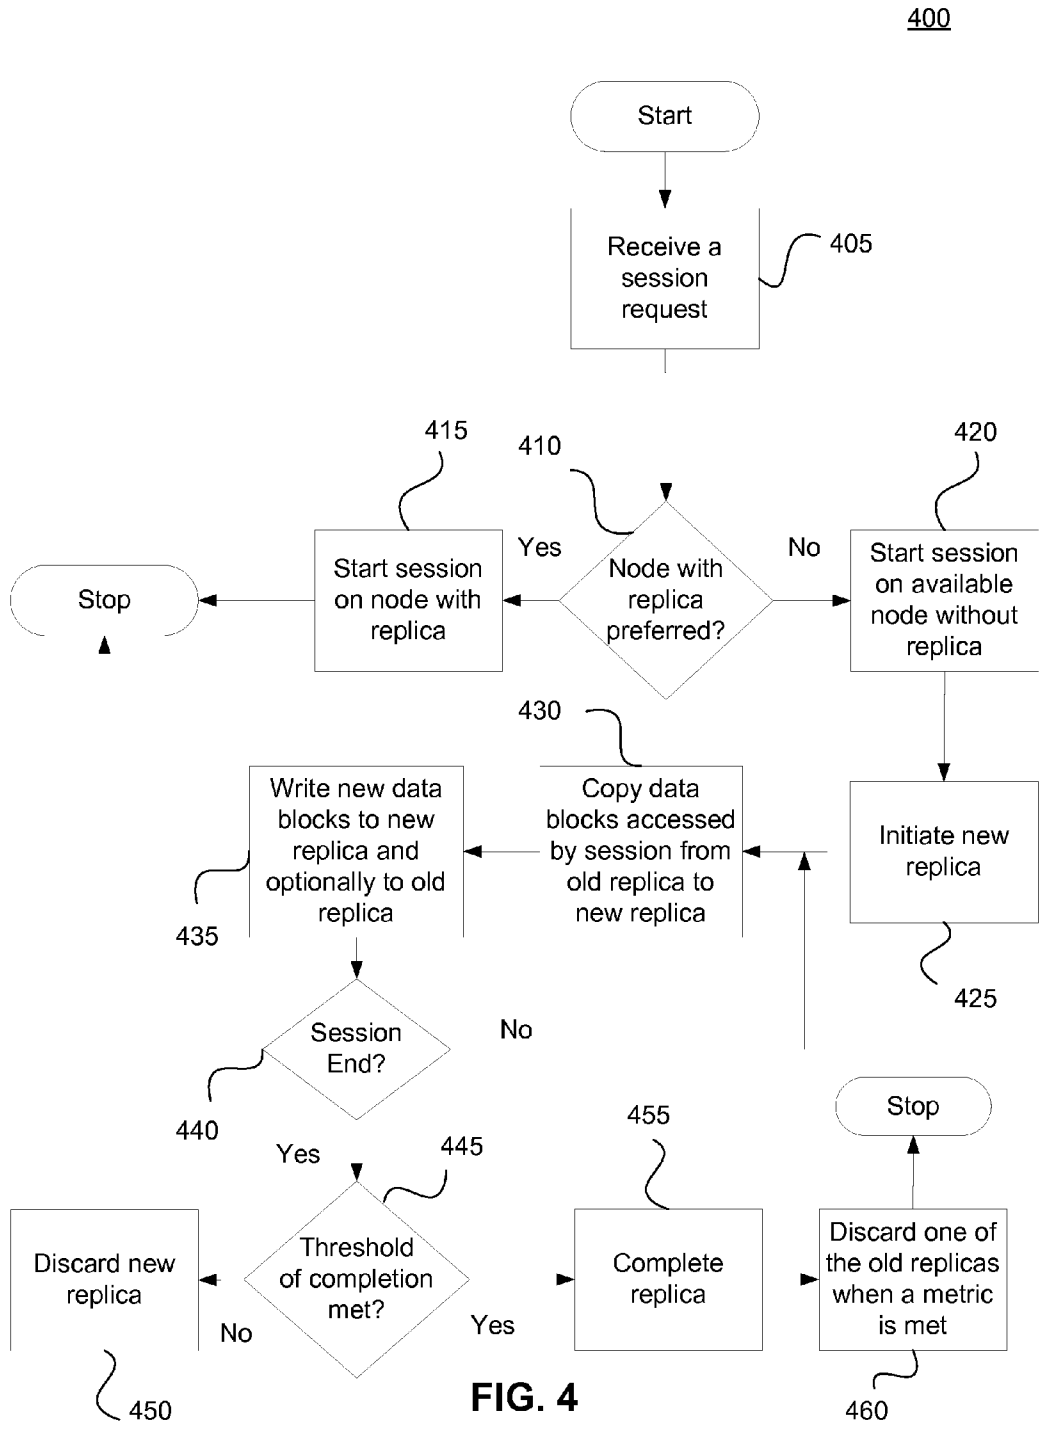 400
Start
Receive a
session
request
405
415
410
420
Yes
No
Stop
Start session
on node with
replica
Node with
replica
preferred?
Start session
on available
node without
replica
430
Write new data
blocks to new
replica and
optionally to old
replica
Copy data
blocks accessed
by session from
old replica to
new replica
Initiate new
replica
435
425
Session
End?
No
440
Yes
445
455
Stop
Discard new
replica
Threshold
of completion
met?
Complete
replica
Discard one of
the old replicas
when a metric
is met
No
Yes
450
FIG. 4
460